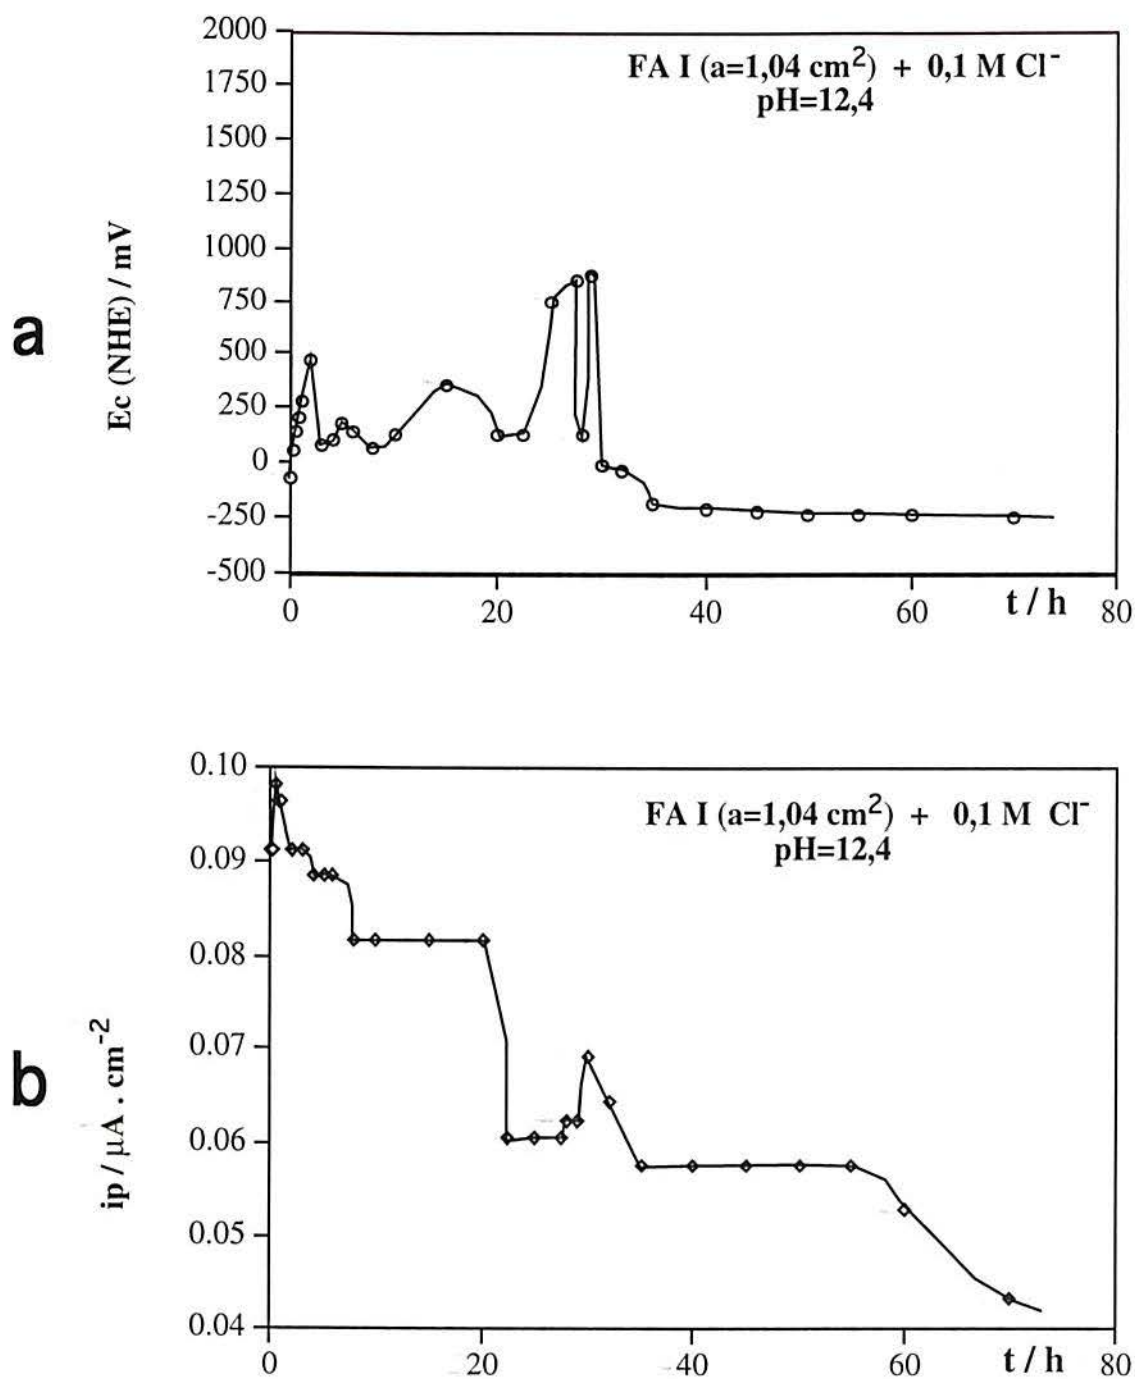 a
Ec (NHE) / mV
2000
1750
1500
1250
1000
750
500
250
0
-250
-500
FA I (a=1,04 cm2) + 0,1 M Cl-
pH=12,4
0
20
40
60
80
t / h
b
ip / µA . cm-2
0.10
0.09
0.08
0.07
0.06
0.05
0.04
FA I (a=1,04 cm2) + 0,1 M Cl-
pH=12,4
0
20
40
60
80
t / h